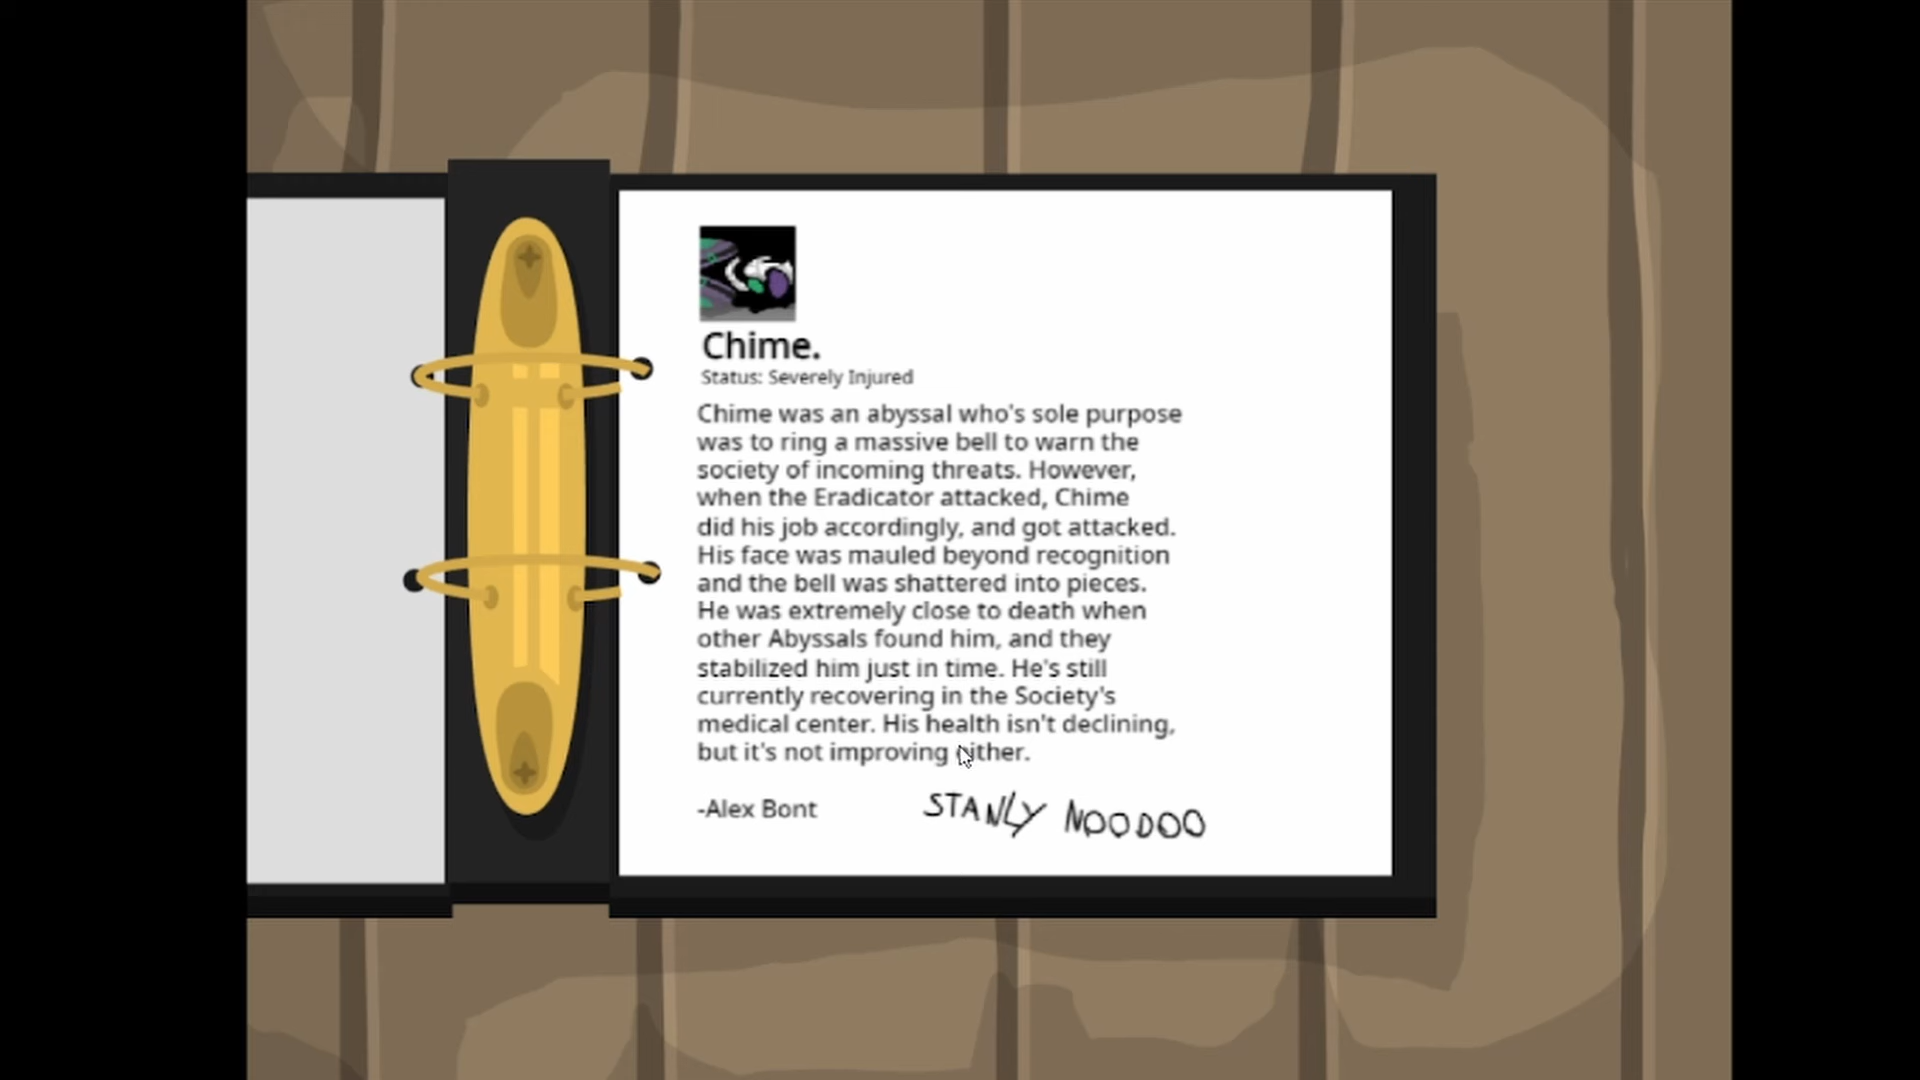 Chime.
Status: Severely Injured
Chime was an abyssal who's sole purpose
was to ring a massive bell to warn the
society of incoming threats. However,
when the Eradicator attacked, Chime
did his job accordingly, and got attacked.
His face was mauled beyond recognition
and the bell was shattered into pieces.
He was extremely close to death when
other Abyssals found him, and they
stabilized him just in time. He's still
currently recovering in the Society's
medical center. His health isn't declining,
but it's not improving either.
-Alex Bont
STANLY NOODOO